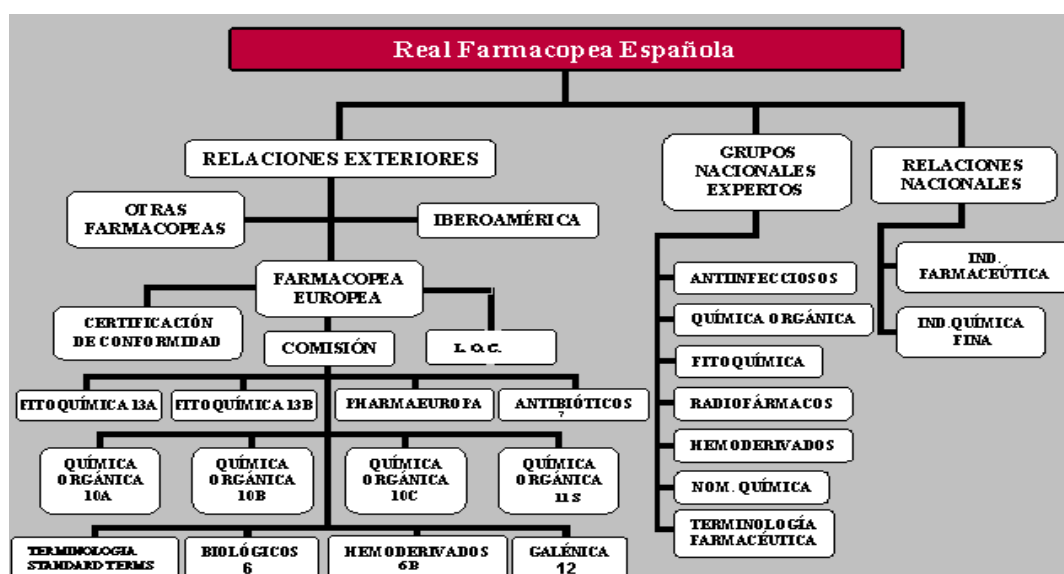 Real Farmacopea Española
RELACIONES EXTERIORES
GRUPOS
NACIONALES
EXPERTOS
RELACIONES
NACIONALES
OTRAS
FARMACOPEAS
IBEROAMÉRICA
FARMACOPEA
EUROPEA
CERTIFICACIÓN
DE CONFORMIDAD
COMISIÓN
L. O. C.
ANTIINFECCIOSOS
QUÍMICA ORGÁNICA
FITOQUÍMICA
RADIOFÁRMACOS
HEMODERIVADOS
NOM. QUÍMICA
TERMINOLOGÍA
FARMACÉUTICA
IND.
FARMACEÚTICA
IND.QUÍMICA
FINA
FITOQUÍMICA 13A
FITOQUÍMICA 13B
PHARMAEUROPA
ANTIBIÓTICOS
7
QUÍMICA
ORGÁNICA
10A
QUÍMICA
ORGÁNICA
10B
QUÍMICA
ORGÁNICA
10C
QUÍMICA
ORGÁNICA
11S
TERMINOLOGIA
STANDARD TERMS
BIOLÓGICOS
6
HEMODERIVADOS
6B
GALÉNICA
12